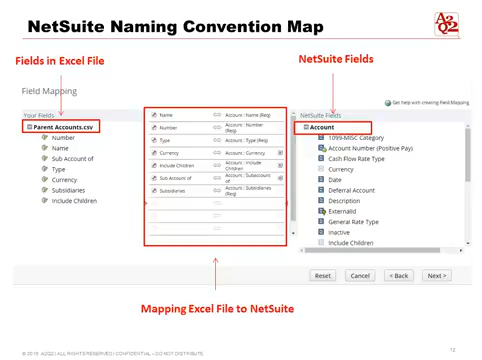 NetSuite Naming Convention Map
A2Q2
Fields in Excel File
NetSuite Fields
Field Mapping
Get help with creating Field Mapping
Your Fields
Parent Accounts.csv
Number
Name
Sub Account of
Type
Currency
Subsidiaries
Include Children
Name Account : Name (Req)
Number Account : Number (Req)
Type Account : Type (Req)
Currency Account : Currency
Include Children Account : Include Children
Sub Account of Account : Subaccount of
Subsidiaries Account : Subsidiaries (Req)
NetSuite Fields
Account
1099-MISC Category
Account Number (Positive Pay)
Cash Flow Rate Type
Currency
Date
Deferral Account
Description
ExternalId
General Rate Type
Inactive
Include Children
Reset
Cancel
< Back
Next >
Mapping Excel File to NetSuite
A2Q2 | ALL RIGHTS RESERVED | CONFIDENTIAL – DO NOT DISTRIBUTE
12